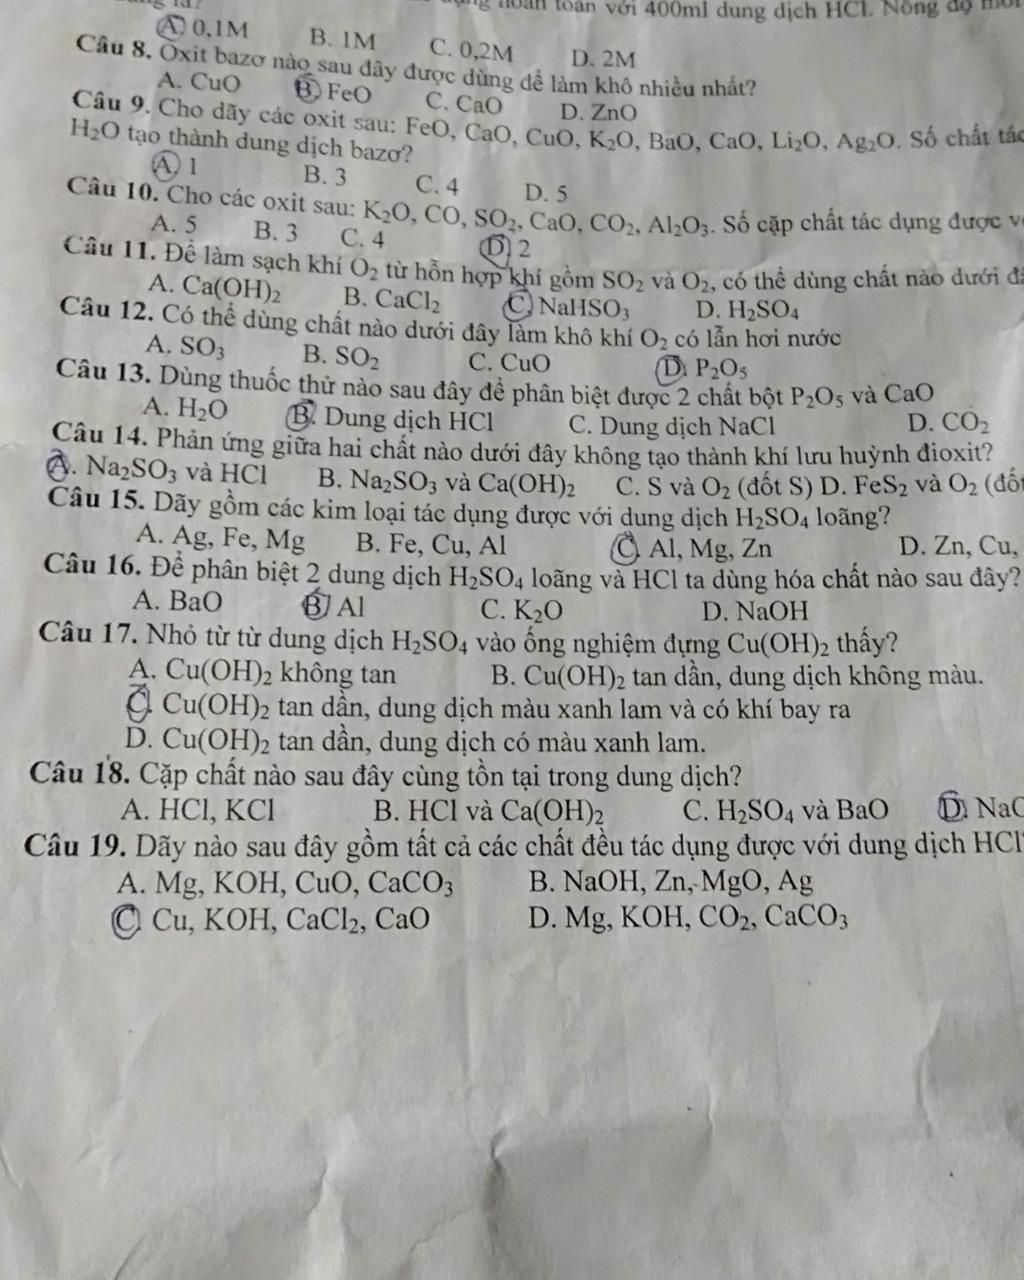 hoàn toàn với 400ml dung dịch HCl. Nồng độ
A. 0,1M B. 1M C. 0,2M D. 2M
Câu 8. Oxit bazơ nào sau đây được dùng để làm khô nhiều nhất?
A. CuO B. FeO C. CaO D. ZnO
Câu 9. Cho dãy các oxit sau: FeO, CaO, CuO, K₂O, BaO, CaO, Li₂O, Ag₂O. Số chất tác
H₂O tạo thành dung dịch bazơ?
A. 1 B. 3 C. 4 D. 5
Câu 10. Cho các oxit sau: K₂O, CO, SO₂, CaO, CO₂, Al₂O₃. Số cặp chất tác dụng được
A. 5 B. 3 C. 4 D. 2
Câu 11. Để làm sạch khí O₂ từ hỗn hợp khí gồm SO₂ và O₂, có thể dùng chất nào dưới
A. Ca(OH)₂ B. CaCl₂ C. NaHSO₃ D. H₂SO₄
Câu 12. Có thể dùng chất nào dưới đây làm khô khí O₂ có lẫn hơi nước
A. SO₃ B. SO₂ C. CuO D. P₂O₅
Câu 13. Dùng thuốc thử nào sau đây để phân biệt được 2 chất bột P₂O₅ và CaO
A. H₂O B. Dung dịch HCl C. Dung dịch NaCl D. CO₂
Câu 14. Phản ứng giữa hai chất nào dưới đây không tạo thành khí lưu huỳnh đioxit?
A. Na₂SO₃ và HCl B. Na₂SO₃ và Ca(OH)₂ C. S và O₂ (đốt S) D. FeS₂ và O₂ (đốt
Câu 15. Dãy gồm các kim loại tác dụng được với dung dịch H₂SO₄ loãng?
A. Ag, Fe, Mg B. Fe, Cu, Al C. Al, Mg, Zn D. Zn, Cu,
Câu 16. Để phân biệt 2 dung dịch H₂SO₄ loãng và HCl ta dùng hóa chất nào sau đây?
A. BaO B. Al C. K₂O D. NaOH
Câu 17. Nhỏ từ từ dung dịch H₂SO₄ vào ống nghiệm đựng Cu(OH)₂ thấy?
A. Cu(OH)₂ không tan B. Cu(OH)₂ tan dần, dung dịch không màu.
C. Cu(OH)₂ tan dần, dung dịch màu xanh lam và có khí bay ra
D. Cu(OH)₂ tan dần, dung dịch có màu xanh lam.
Câu 18. Cặp chất nào sau đây cùng tồn tại trong dung dịch?
A. HCl, KCl B. HCl và Ca(OH)₂ C. H₂SO₄ và BaO D.
Câu 19. Dãy nào sau đây gồm tất cả các chất đều tác dụng được với dung dịch HCl
A. Mg, KOH, CuO, CaCO₃ B. NaOH, Zn, MgO, Ag
C. Cu, KOH, CaCl₂, CaO D. Mg, KOH, CO₂, CaCO₃